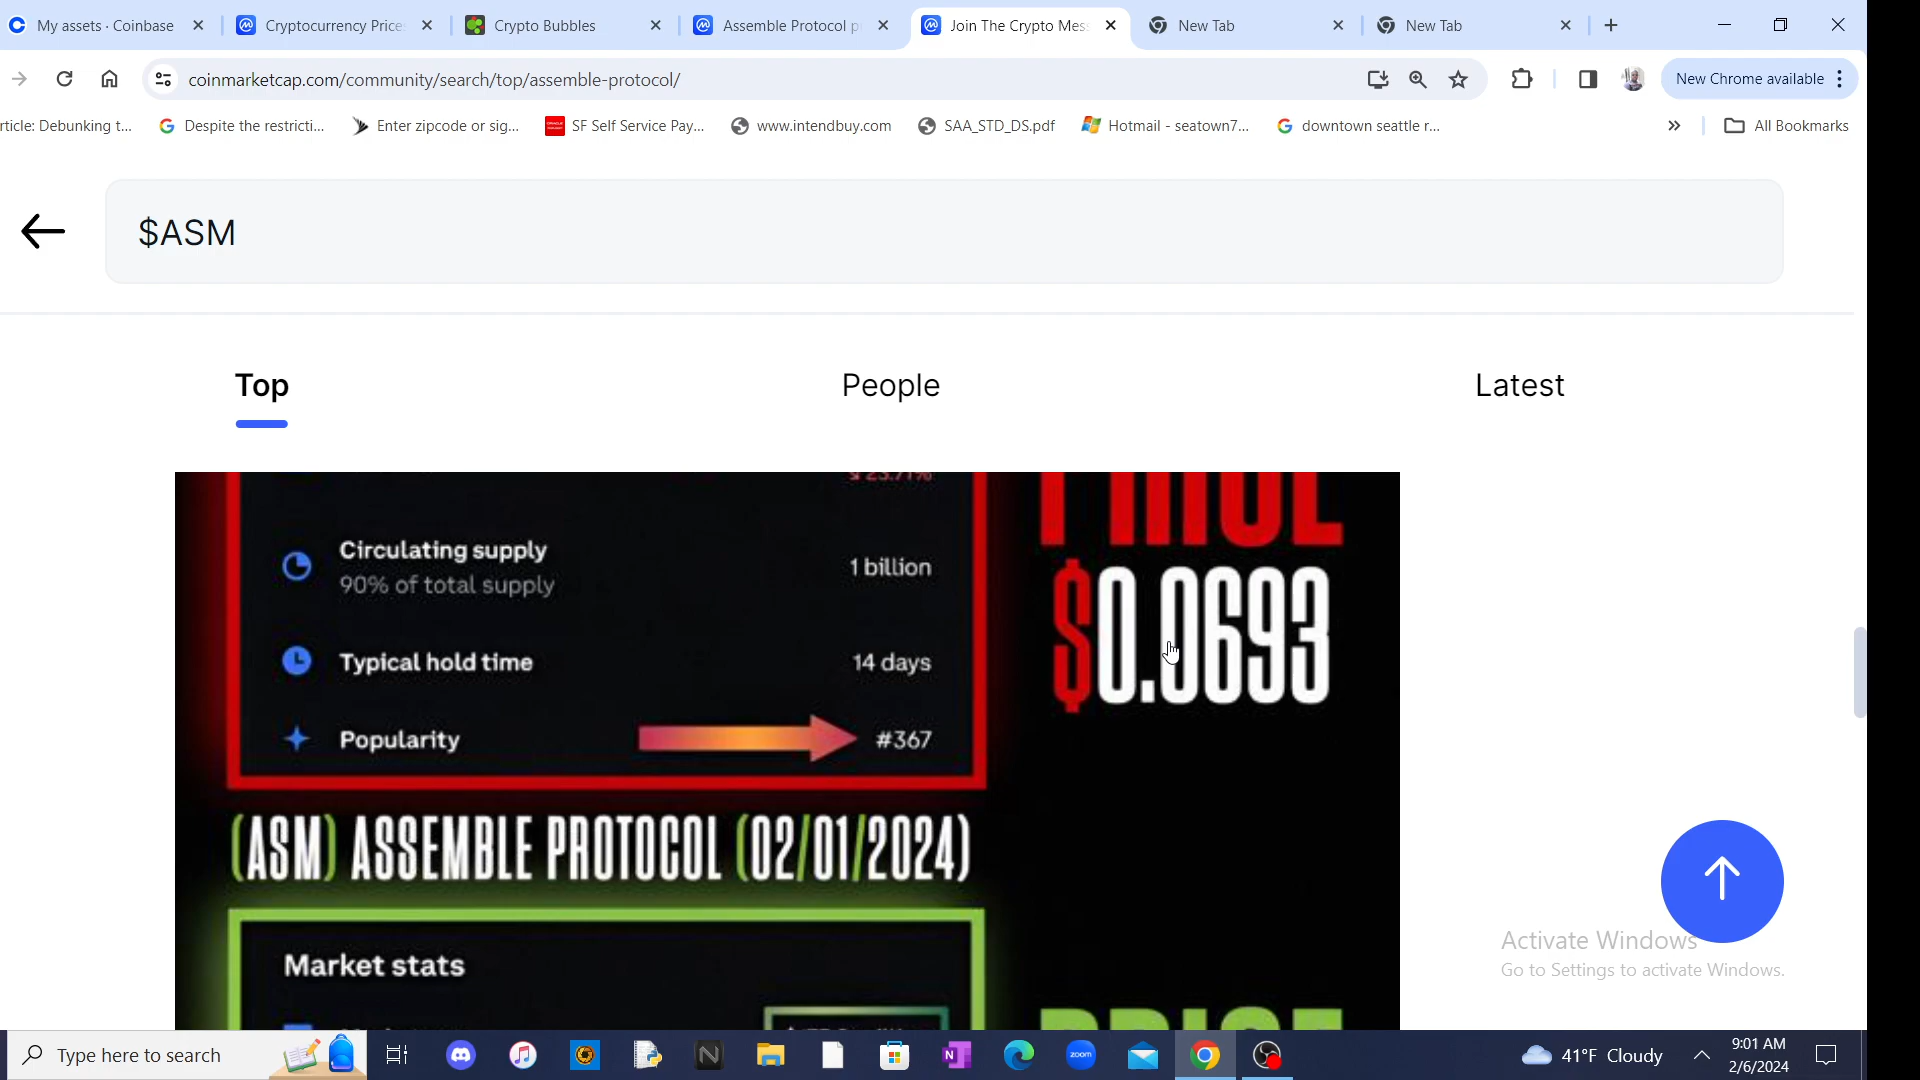 My assets · Coinbase
Cryptocurrency Price
Crypto Bubbles
Assemble Protocol p
Join The Crypto Mes
New Tab
New Tab
coinmarketcap.com/community/search/top/assemble-protocol/
New Chrome available
rticle: Debunking t...
Despite the restricti...
Enter zipcode or sig...
SF Self Service Pay...
www.intendbuy.com
SAA_STD_DS.pdf
Hotmail - seatown7...
downtown seattle r...
All Bookmarks
$ASM
Top
People
Latest
PRICE
Circulating supply
1 billion
90% of total supply
$0.0693
Typical hold time
14 days
Popularity
#367
(ASM) ASSEMBLE PROTOCOL (02/01/2024)
Market stats
PRICE
Activate Windows
Go to Settings to activate Windows.
Type here to search
zoom
41°F Cloudy
9:01 AM
2/6/2024